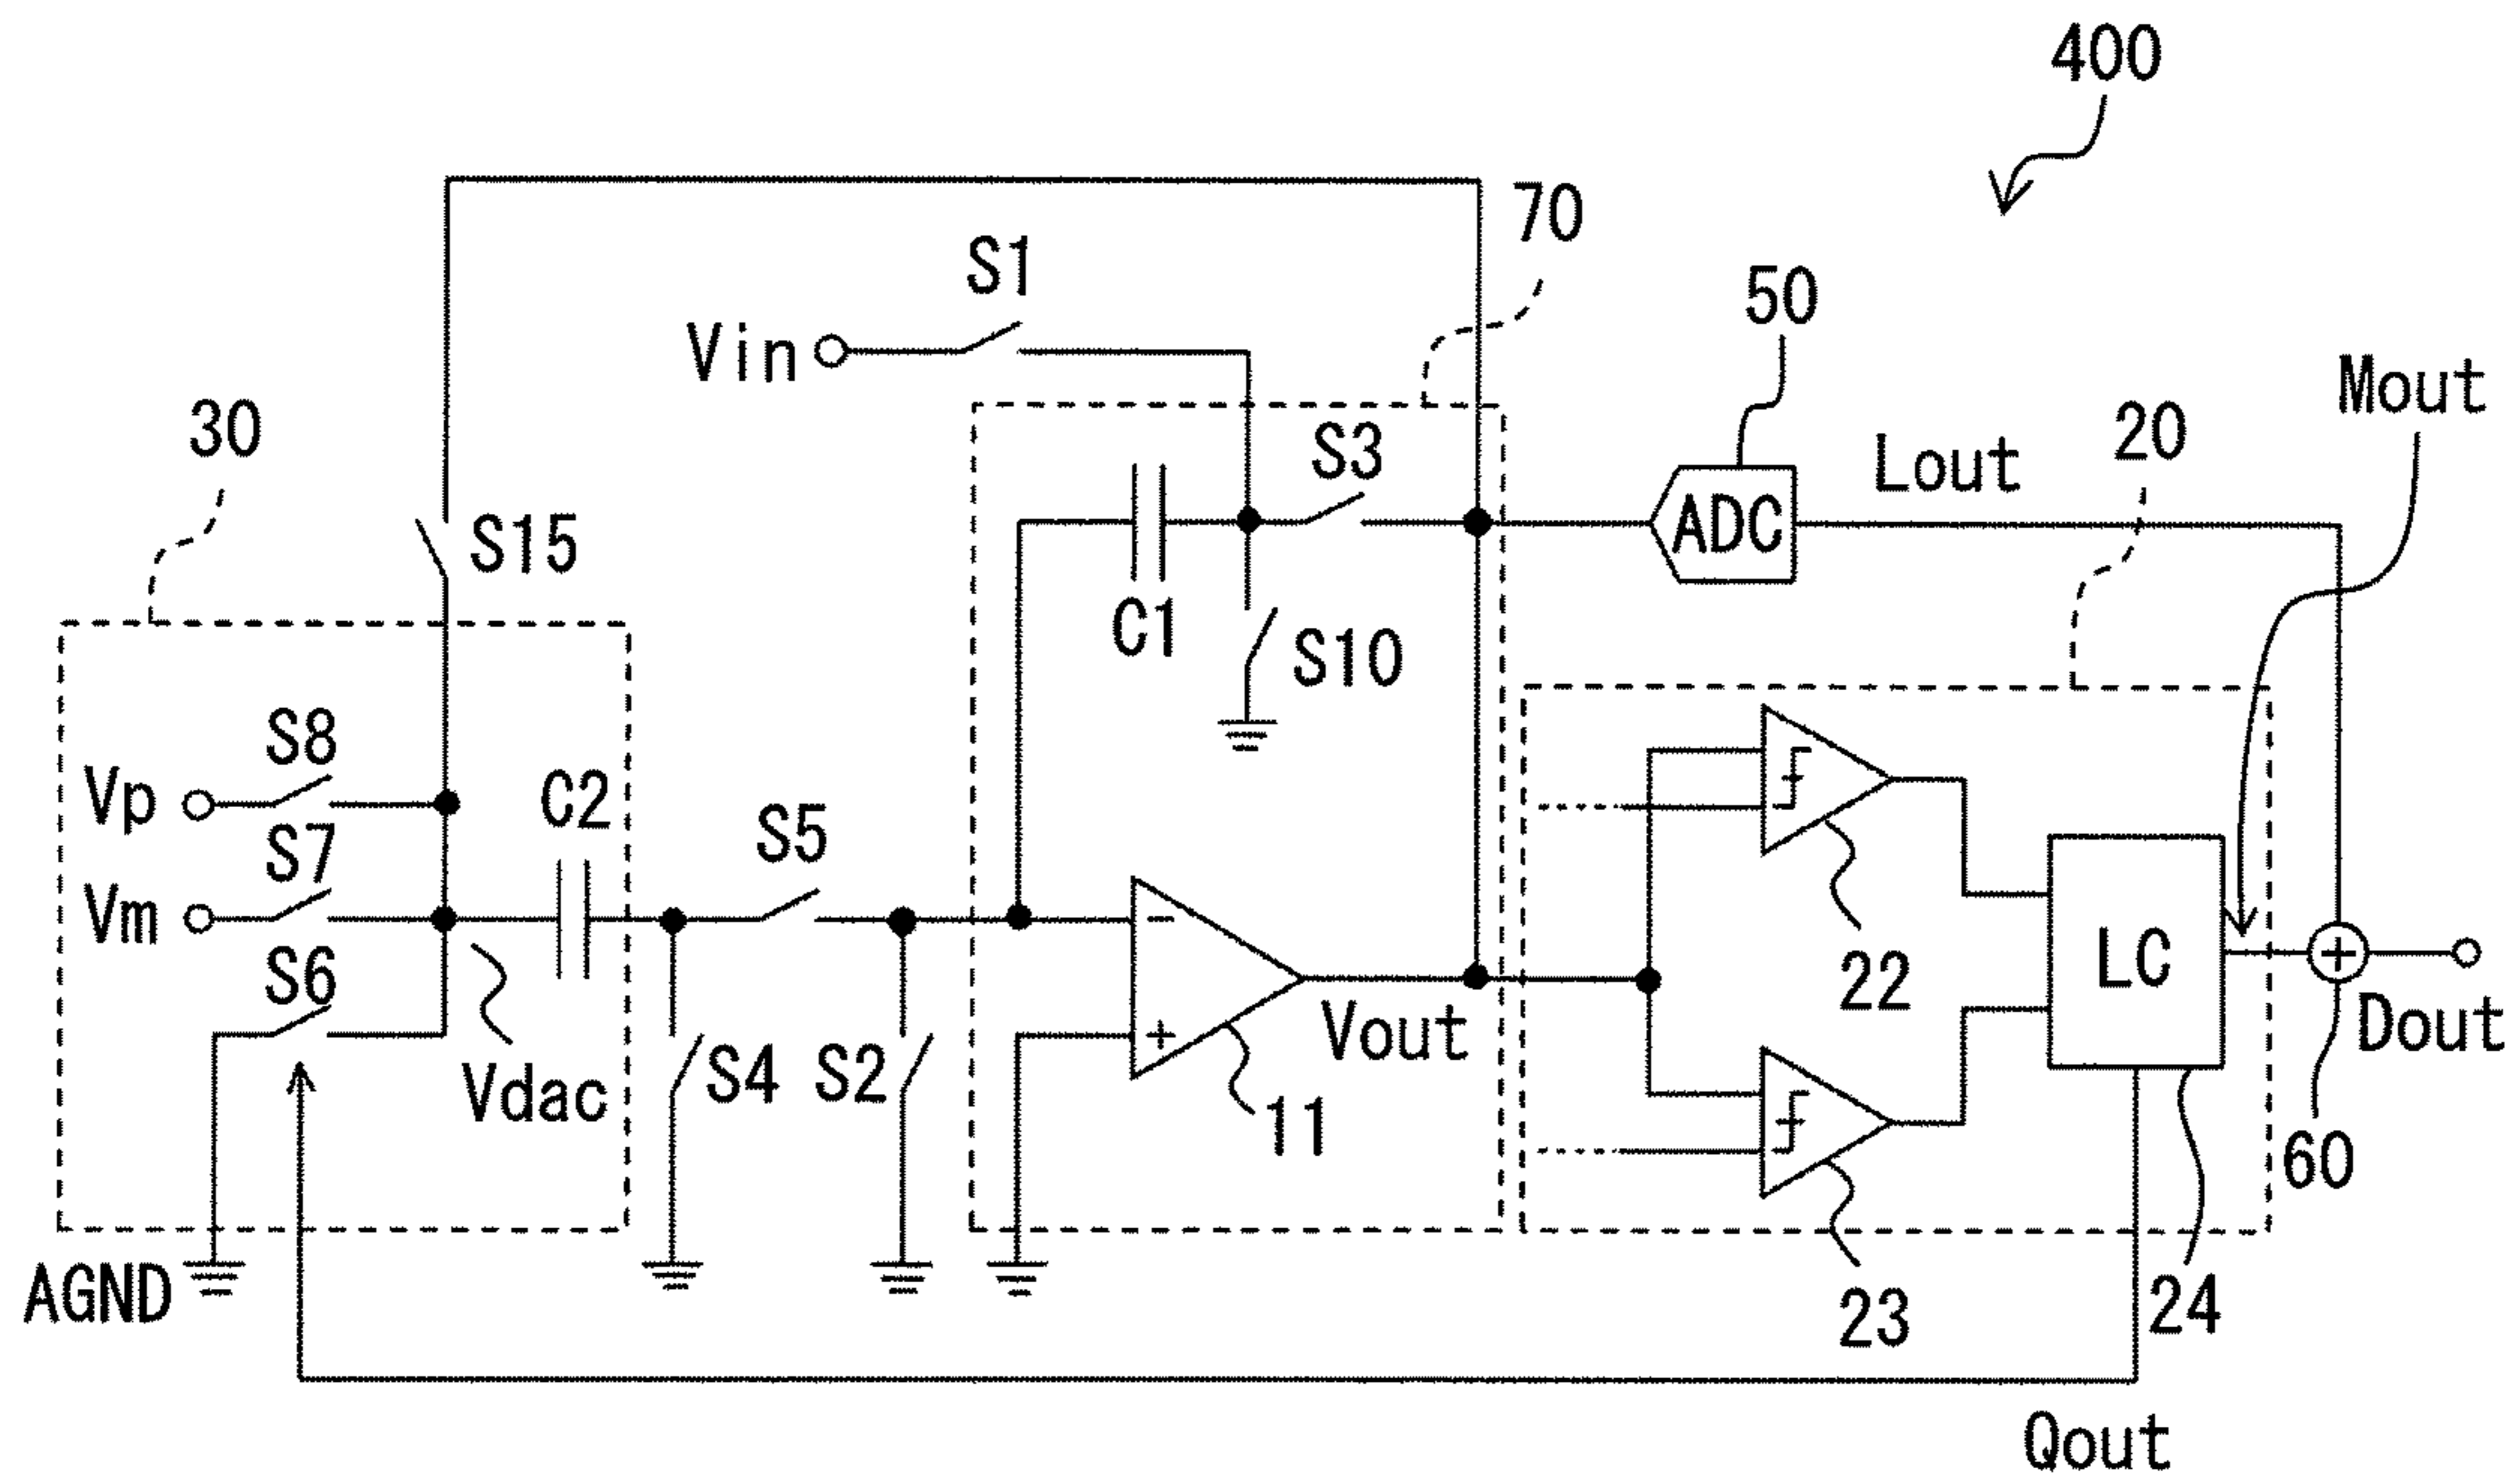 400
70
S1
50
Vin
Mout
30
20
S3
Lout
ADC
S15
C1
S10
S8
Vp
C2
S7
S5
Vm
−
LC
S6
22
Vout
+
Dout
Vdac
S4
S2
11
60
AGND
23
24
Qout